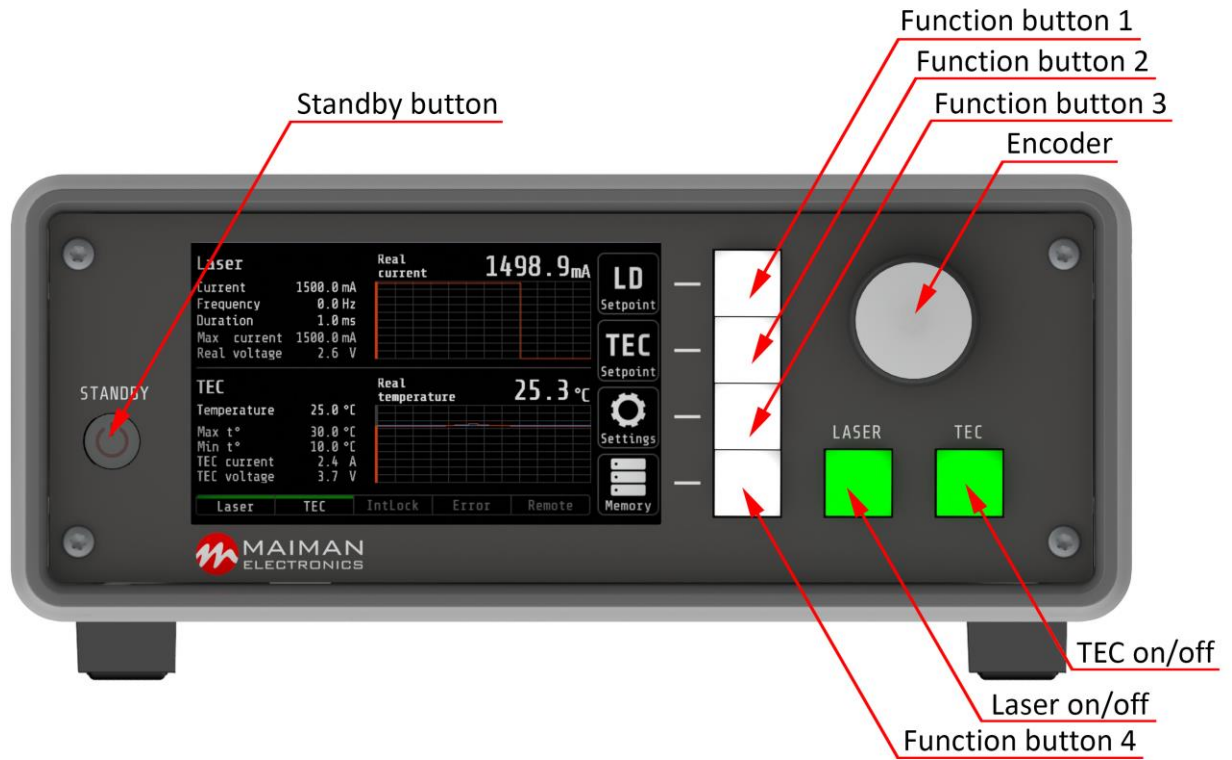 Function button 1
Function button 2
Standby button
Function button 3
Encoder
Laser
Real current
1498.9 mA
LD
Setpoint
Current 1500.0 mA
Frequency 0.0 Hz
Duration 1.0 ms
Max current 1500.0 mA
Real voltage 2.6 V
TEC
Setpoint
TEC
Real temperature
25.3 °C
STANDBY
Temperature 25.0 °C
Max t° 30.0 °C
Min t° 10.0 °C
TEC current 2.4 A
TEC voltage 3.7 V
Settings
LASER
TEC
Laser TEC IntLock Error Remote
Memory
MAIMAN
ELECTRONICS
TEC on/off
Laser on/off
Function button 4